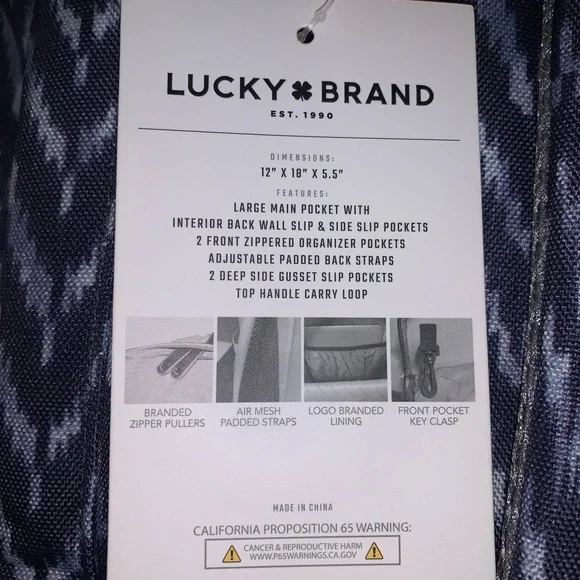 LUCKY BRAND
EST. 1990
DIMENSIONS:
12" X 18" X 5.5"
FEATURES:
LARGE MAIN POCKET WITH
INTERIOR BACK WALL SLIP & SIDE SLIP POCKETS
2 FRONT ZIPPERED ORGANIZER POCKETS
ADJUSTABLE PADDED BACK STRAPS
2 DEEP SIDE GUSSET SLIP POCKETS
TOP HANDLE CARRY LOOP
BRANDED
ZIPPER PULLERS
AIR MESH
PADDED STRAPS
LOGO BRANDED
LINING
FRONT POCKET
KEY CLASP
MADE IN CHINA
CALIFORNIA PROPOSITION 65 WARNING:
CANCER & REPRODUCTIVE HARM
WWW.P65WARNINGS.CA.GOV